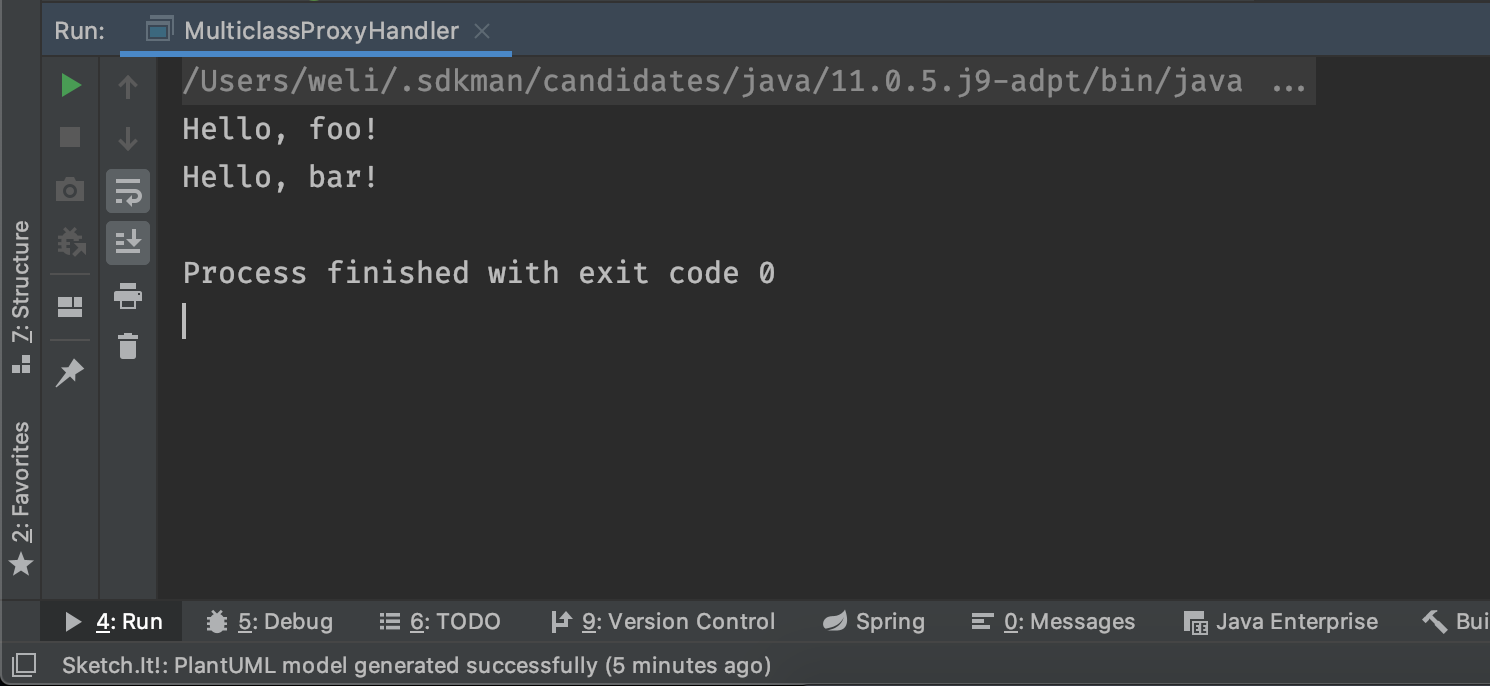 Run: MulticlassProxyHandler
/Users/weli/.sdkman/candidates/java/11.0.5.j9-adpt/bin/java ...
Hello, foo!
Hello, bar!
Process finished with exit code 0
7: Structure
2: Favorites
4: Run 5: Debug 6: TODO 9: Version Control Spring 0: Messages Java Enterprise Bui
Sketch.It!: PlantUML model generated successfully (5 minutes ago)